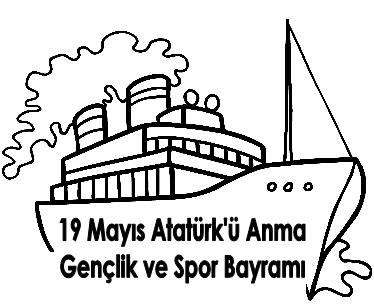 19 Mayıs Atatürk'ü Anma
Gençlik ve Spor Bayramı